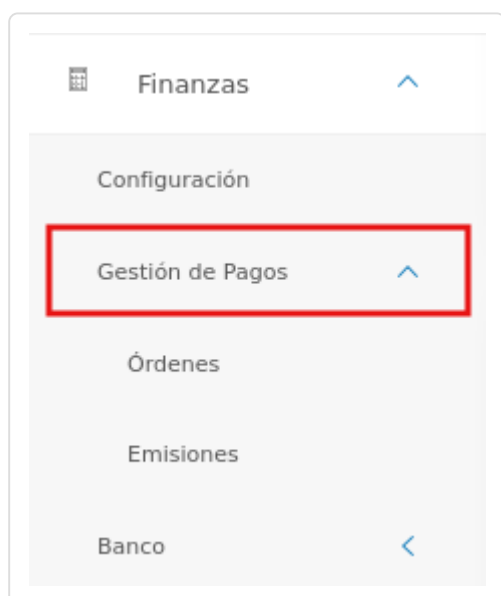 Finanzas
Configuración
Gestión de Pagos
Órdenes
Emisiones
Banco